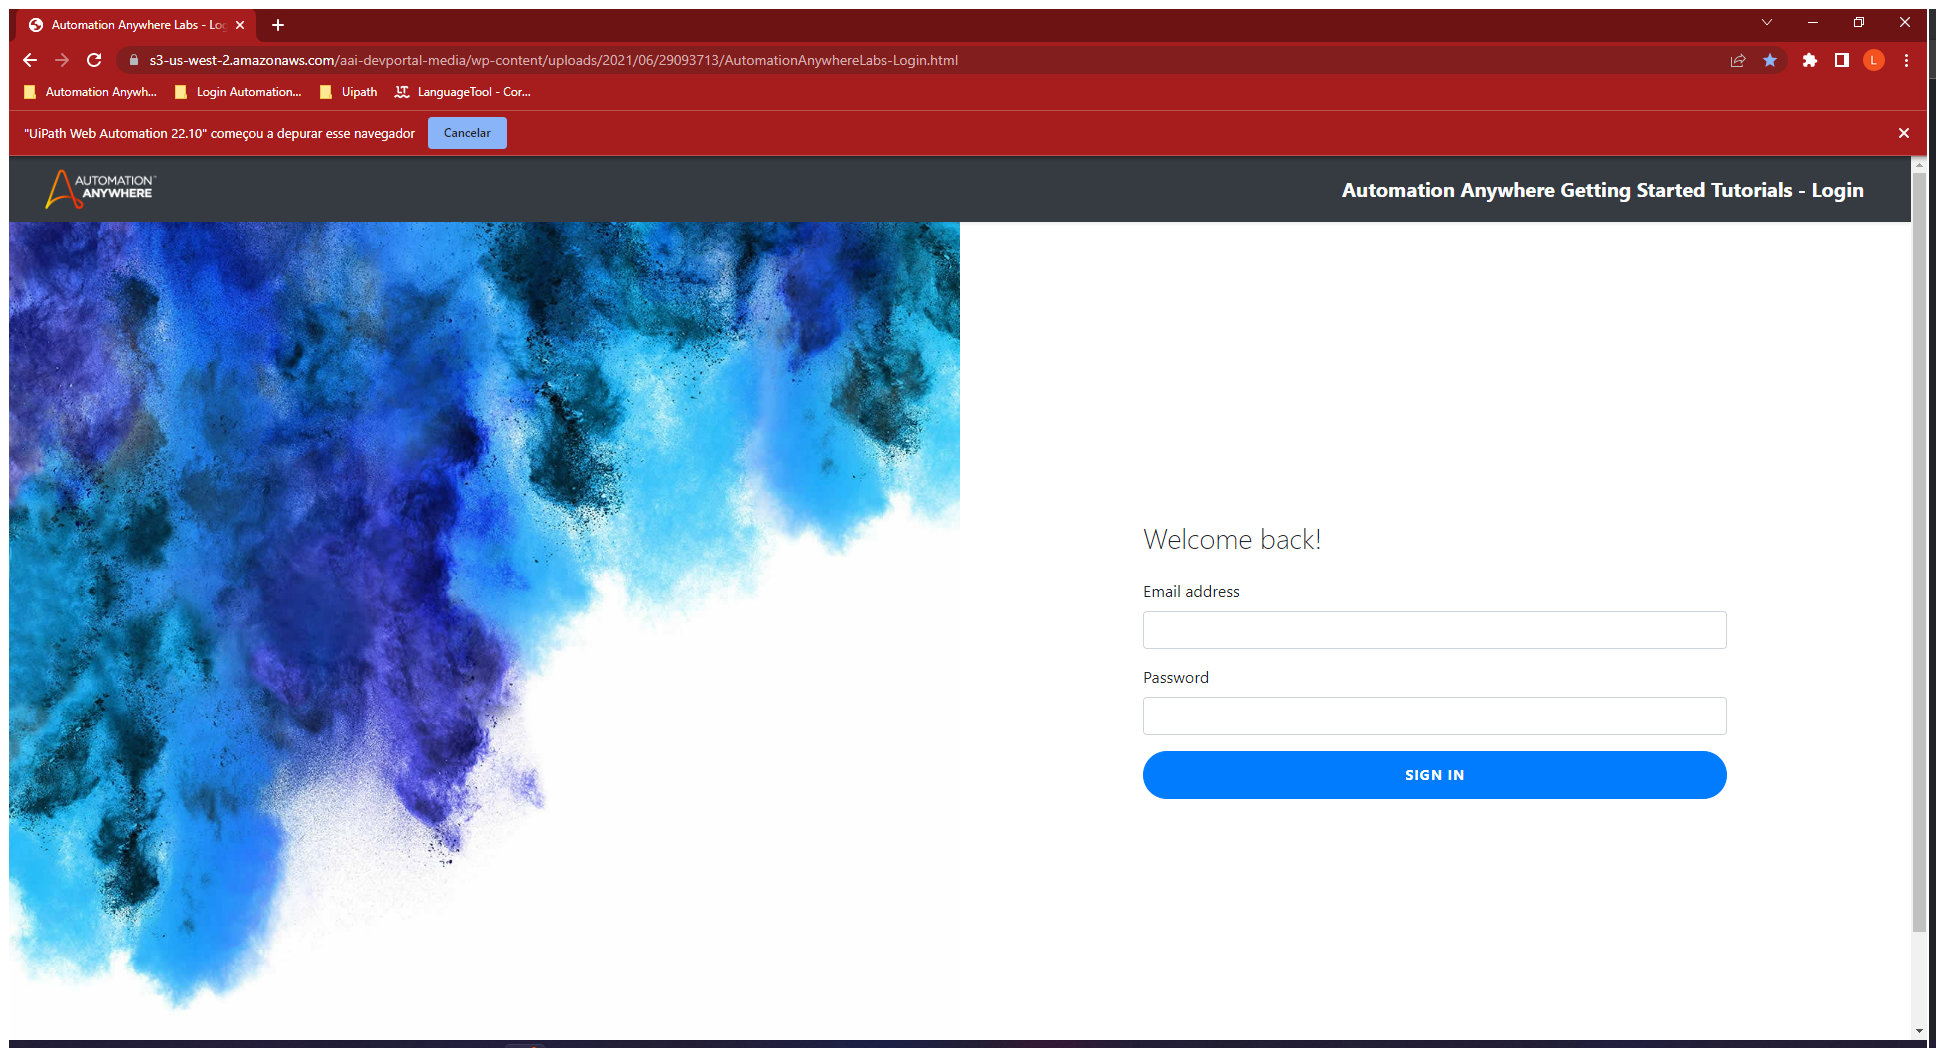 Automation Anywhere Labs - Log
s3-us-west-2.amazonaws.com/aai-devportal-media/wp-content/uploads/2021/06/29093713/AutomationAnywhereLabs-Login.html
L
Automation Anywh... Login Automation... Uipath LT LanguageTool - Cor...
"UiPath Web Automation 22.10" começou a depurar esse navegador Cancelar
AUTOMATION
ANYWHERE
Automation Anywhere Getting Started Tutorials - Login
Welcome back!
Email address
Password
SIGN IN